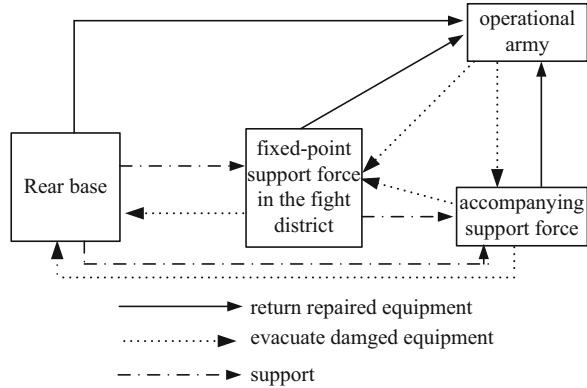 operational
army
Rear base
fixed-point
support force
in the fight
district
accompanying
support force
return repaired equipment
evacuate damged equipment
support